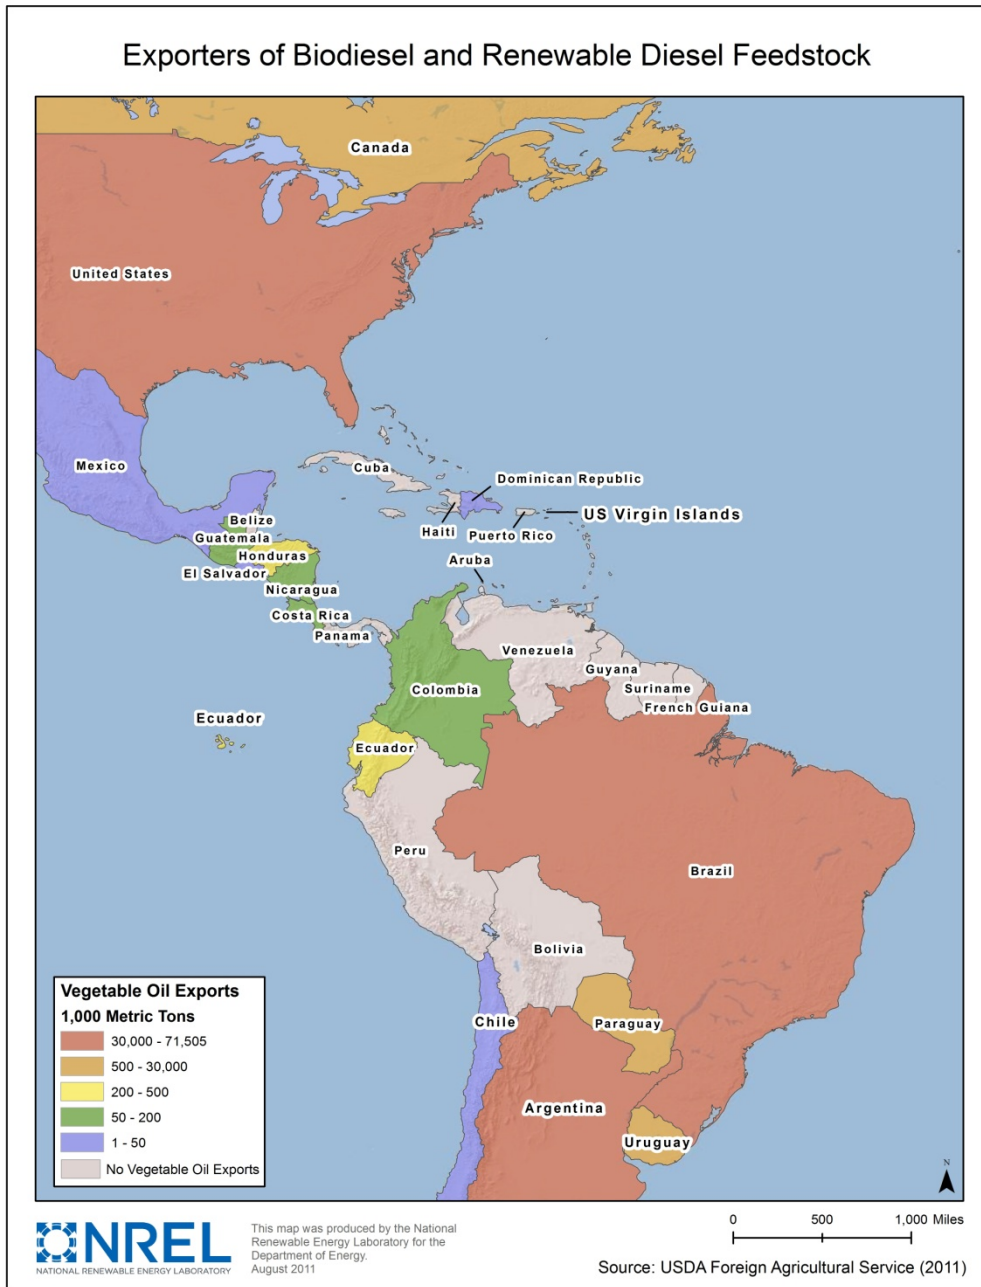 Exporters of Biodiesel and Renewable Diesel Feedstock
Canada
United States
Mexico
Cuba
Dominican Republic
Haiti
Puerto Rico
US Virgin Islands
Belize
Guatemala
Honduras
El Salvador
Nicaragua
Aruba
Costa Rica
Panama
Venezuela
Guyana
Suriname
French Guiana
Colombia
Ecuador
Ecuador
Peru
Brazil
Bolivia
Chile
Paraguay
Argentina
Uruguay
Vegetable Oil Exports
1,000 Metric Tons
30,000 - 71,505
500 - 30,000
200 - 500
50 - 200
1 - 50
No Vegetable Oil Exports
N
NREL
NATIONAL RENEWABLE ENERGY LABORATORY
This map was produced by the National
Renewable Energy Laboratory for the
Department of Energy.
August 2011
0 500 1,000 Miles
Source: USDA Foreign Agricultural Service (2011)